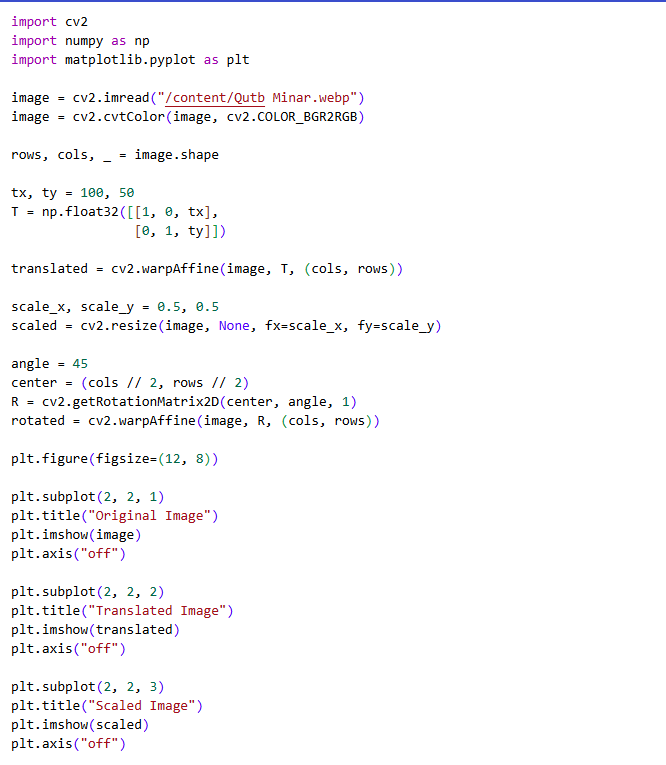 import cv2
import numpy as np
import matplotlib.pyplot as plt
image = cv2.imread("/content/Qutb Minar.webp")
image = cv2.cvtColor(image, cv2.COLOR_BGR2RGB)
rows, cols, _ = image.shape
tx, ty = 100, 50
T = np.float32([[1, 0, tx],
                [0, 1, ty]])
translated = cv2.warpAffine(image, T, (cols, rows))
scale_x, scale_y = 0.5, 0.5
scaled = cv2.resize(image, None, fx=scale_x, fy=scale_y)
angle = 45
center = (cols // 2, rows // 2)
R = cv2.getRotationMatrix2D(center, angle, 1)
rotated = cv2.warpAffine(image, R, (cols, rows))
plt.figure(figsize=(12, 8))
plt.subplot(2, 2, 1)
plt.title("Original Image")
plt.imshow(image)
plt.axis("off")
plt.subplot(2, 2, 2)
plt.title("Translated Image")
plt.imshow(translated)
plt.axis("off")
plt.subplot(2, 2, 3)
plt.title("Scaled Image")
plt.imshow(scaled)
plt.axis("off")